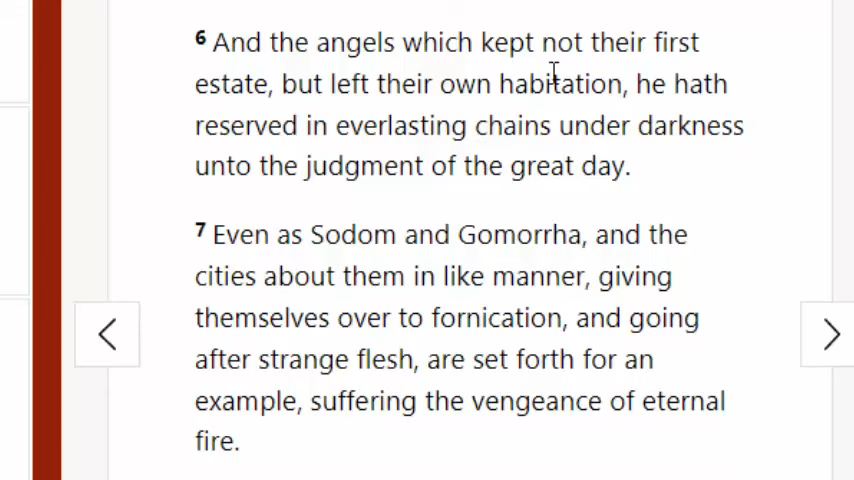 6 And the angels which kept not their first
estate, but left their own habitation, he hath
reserved in everlasting chains under darkness
unto the judgment of the great day.
7 Even as Sodom and Gomorrha, and the
cities about them in like manner, giving
themselves over to fornication, and going
after strange flesh, are set forth for an
example, suffering the vengeance of eternal
fire.